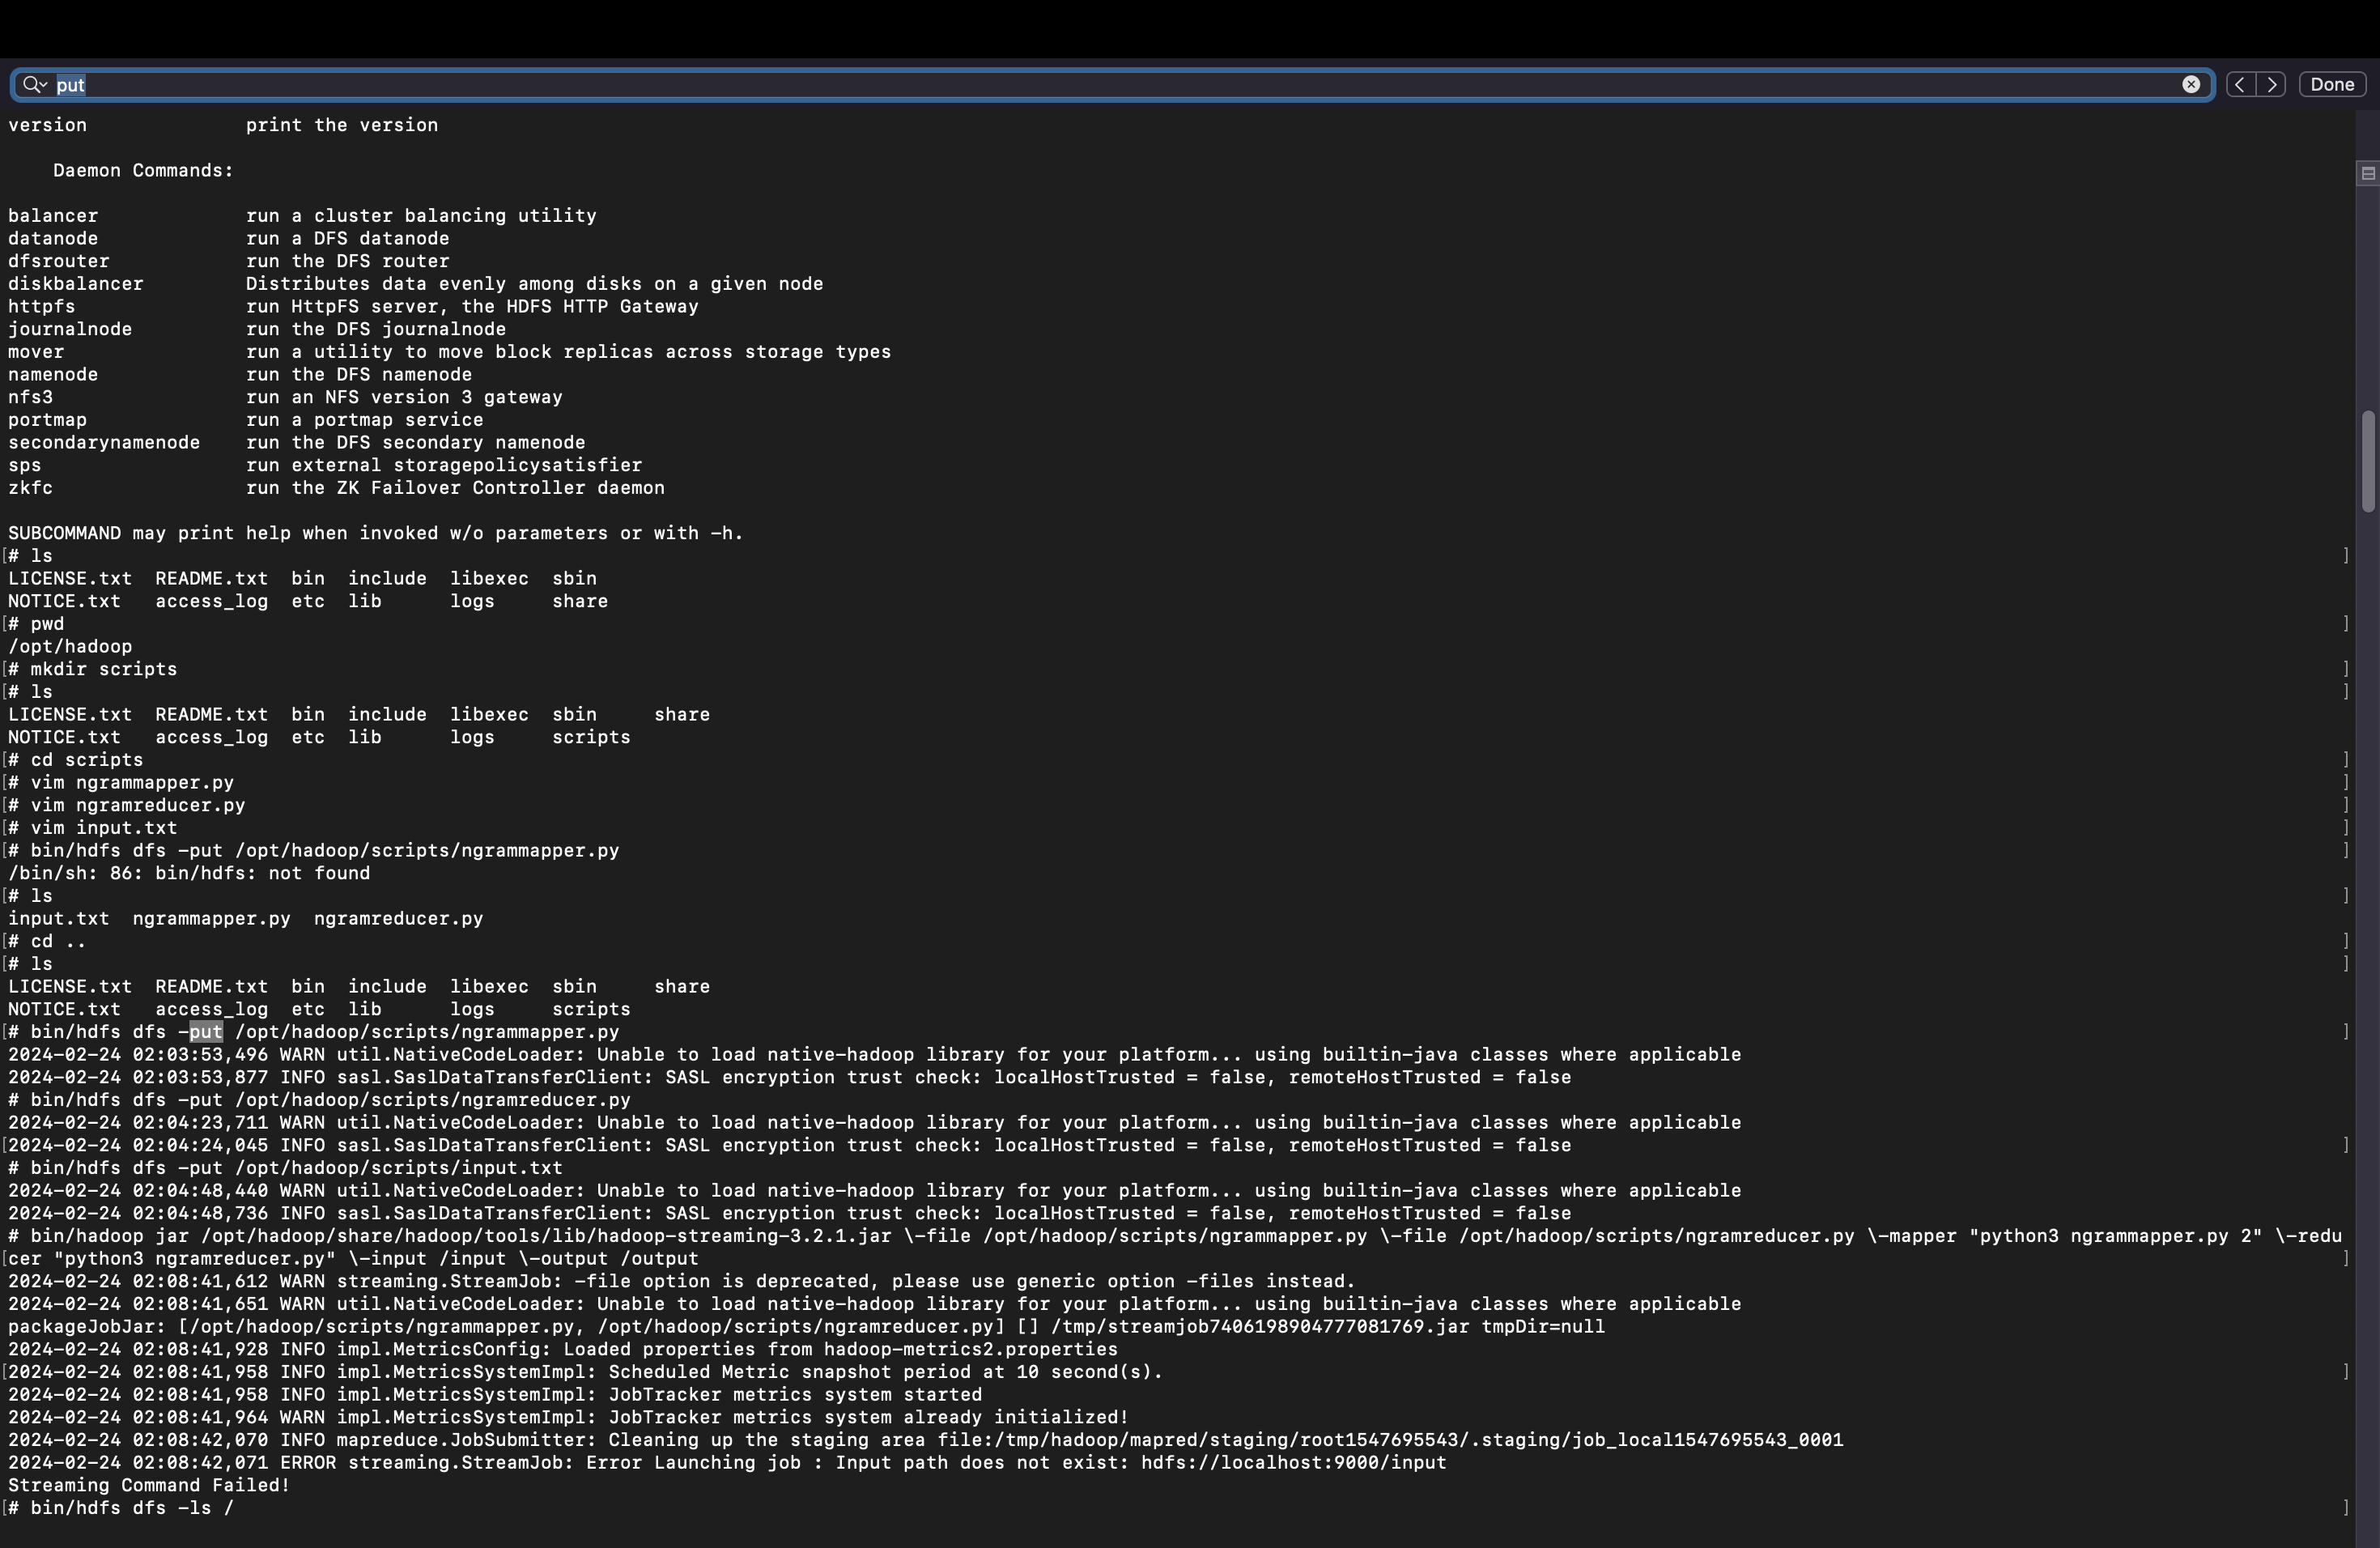 put
Done
version              print the version
    Daemon Commands:
balancer             run a cluster balancing utility
datanode             run a DFS datanode
dfsrouter            run the DFS router
diskbalancer         Distributes data evenly among disks on a given node
httpfs               run HttpFS server, the HDFS HTTP Gateway
journalnode          run the DFS journalnode
mover                run a utility to move block replicas across storage types
namenode             run the DFS namenode
nfs3                 run an NFS version 3 gateway
portmap              run a portmap service
secondarynamenode    run the DFS secondary namenode
sps                  run external storagepolicysatisfier
zkfc                 run the ZK Failover Controller daemon
SUBCOMMAND may print help when invoked w/o parameters or with -h.
[# ls ]
LICENSE.txt  README.txt  bin  include  libexec  sbin
NOTICE.txt   access_log  etc  lib      logs     share
[# pwd ]
/opt/hadoop
[# mkdir scripts ]
[# ls ]
LICENSE.txt  README.txt  bin  include  libexec  sbin     share
NOTICE.txt   access_log  etc  lib      logs     scripts
[# cd scripts ]
[# vim ngrammapper.py ]
[# vim ngramreducer.py ]
[# vim input.txt ]
[# bin/hdfs dfs -put /opt/hadoop/scripts/ngrammapper.py ]
/bin/sh: 86: bin/hdfs: not found
[# ls ]
input.txt  ngrammapper.py  ngramreducer.py
[# cd .. ]
[# ls ]
LICENSE.txt  README.txt  bin  include  libexec  sbin     share
NOTICE.txt   access_log  etc  lib      logs     scripts
[# bin/hdfs dfs -put /opt/hadoop/scripts/ngrammapper.py ]
2024-02-24 02:03:53,496 WARN util.NativeCodeLoader: Unable to load native-hadoop library for your platform... using builtin-java classes where applicable
2024-02-24 02:03:53,877 INFO sasl.SaslDataTransferClient: SASL encryption trust check: localHostTrusted = false, remoteHostTrusted = false
# bin/hdfs dfs -put /opt/hadoop/scripts/ngramreducer.py
2024-02-24 02:04:23,711 WARN util.NativeCodeLoader: Unable to load native-hadoop library for your platform... using builtin-java classes where applicable
[2024-02-24 02:04:24,045 INFO sasl.SaslDataTransferClient: SASL encryption trust check: localHostTrusted = false, remoteHostTrusted = false ]
# bin/hdfs dfs -put /opt/hadoop/scripts/input.txt
2024-02-24 02:04:48,440 WARN util.NativeCodeLoader: Unable to load native-hadoop library for your platform... using builtin-java classes where applicable
2024-02-24 02:04:48,736 INFO sasl.SaslDataTransferClient: SASL encryption trust check: localHostTrusted = false, remoteHostTrusted = false
# bin/hadoop jar /opt/hadoop/share/hadoop/tools/lib/hadoop-streaming-3.2.1.jar \-file /opt/hadoop/scripts/ngrammapper.py \-file /opt/hadoop/scripts/ngramreducer.py \-mapper "python3 ngrammapper.py 2" \-redu
[cer "python3 ngramreducer.py" \-input /input \-output /output ]
2024-02-24 02:08:41,612 WARN streaming.StreamJob: -file option is deprecated, please use generic option -files instead.
2024-02-24 02:08:41,651 WARN util.NativeCodeLoader: Unable to load native-hadoop library for your platform... using builtin-java classes where applicable
packageJobJar: [/opt/hadoop/scripts/ngrammapper.py, /opt/hadoop/scripts/ngramreducer.py] [] /tmp/streamjob7406198904777081769.jar tmpDir=null
2024-02-24 02:08:41,928 INFO impl.MetricsConfig: Loaded properties from hadoop-metrics2.properties
[2024-02-24 02:08:41,958 INFO impl.MetricsSystemImpl: Scheduled Metric snapshot period at 10 second(s). ]
2024-02-24 02:08:41,958 INFO impl.MetricsSystemImpl: JobTracker metrics system started
2024-02-24 02:08:41,964 WARN impl.MetricsSystemImpl: JobTracker metrics system already initialized!
2024-02-24 02:08:42,070 INFO mapreduce.JobSubmitter: Cleaning up the staging area file:/tmp/hadoop/mapred/staging/root1547695543/.staging/job_local1547695543_0001
2024-02-24 02:08:42,071 ERROR streaming.StreamJob: Error Launching job : Input path does not exist: hdfs://localhost:9000/input
Streaming Command Failed!
[# bin/hdfs dfs -ls / ]